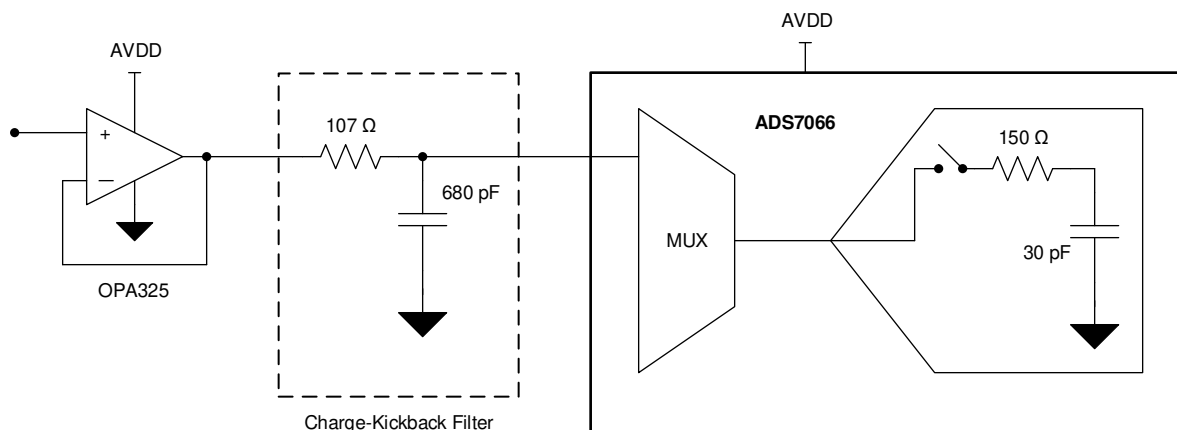 AVDD
AVDD
107 Ω
ADS7066
150 Ω
+
680 pF
MUX
30 pF
OPA325
Charge-Kickback Filter